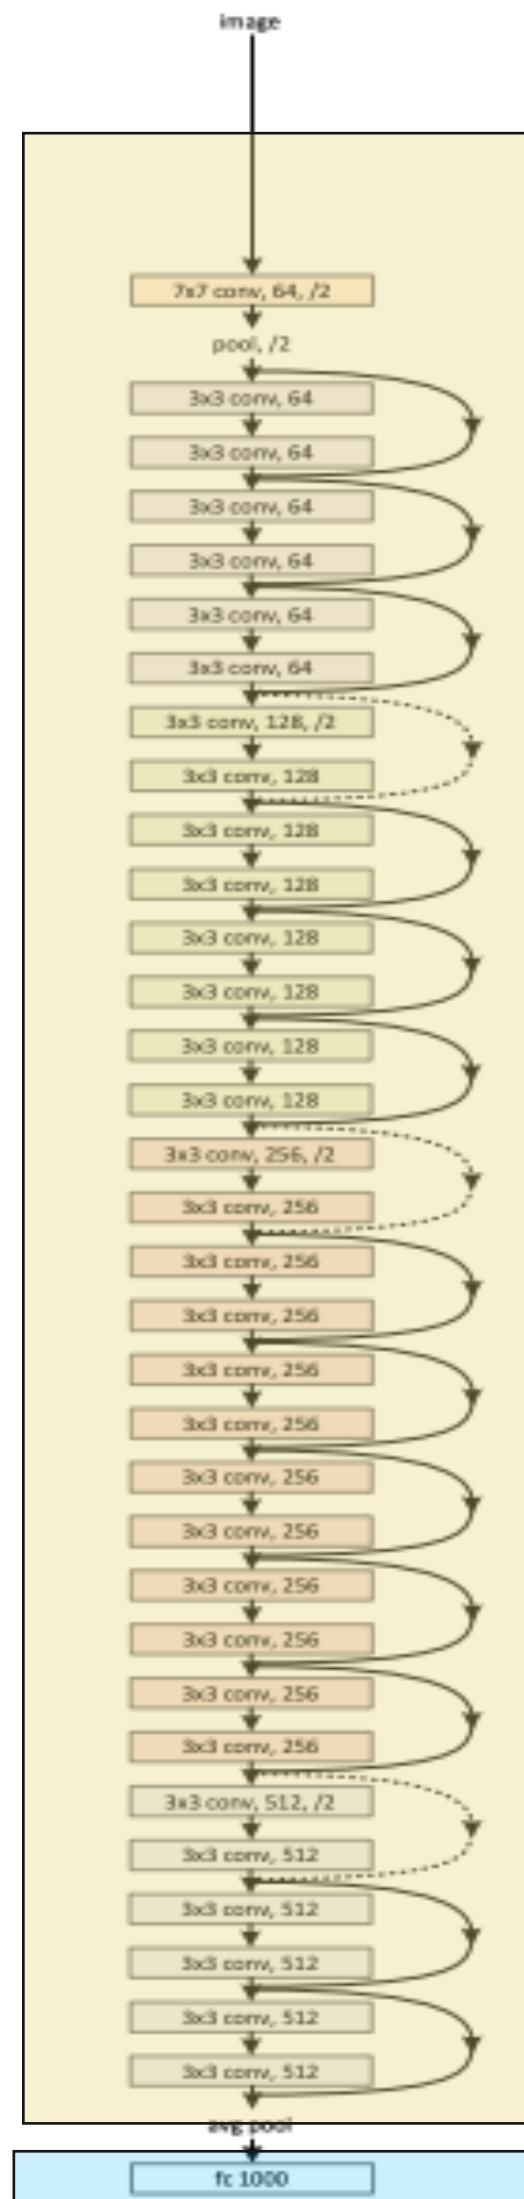 image
7x7 conv, 64, /2
pool, /2
3x3 conv, 64
3x3 conv, 64
3x3 conv, 64
3x3 conv, 64
3x3 conv, 64
3x3 conv, 64
3x3 conv, 128, /2
3x3 conv, 128
3x3 conv, 128
3x3 conv, 128
3x3 conv, 128
3x3 conv, 128
3x3 conv, 128
3x3 conv, 128
3x3 conv, 256, /2
3x3 conv, 256
3x3 conv, 256
3x3 conv, 256
3x3 conv, 256
3x3 conv, 256
3x3 conv, 256
3x3 conv, 256
3x3 conv, 256
3x3 conv, 256
3x3 conv, 256
3x3 conv, 256
3x3 conv, 512, /2
3x3 conv, 512
3x3 conv, 512
3x3 conv, 512
3x3 conv, 512
3x3 conv, 512
avg pool
fc 1000